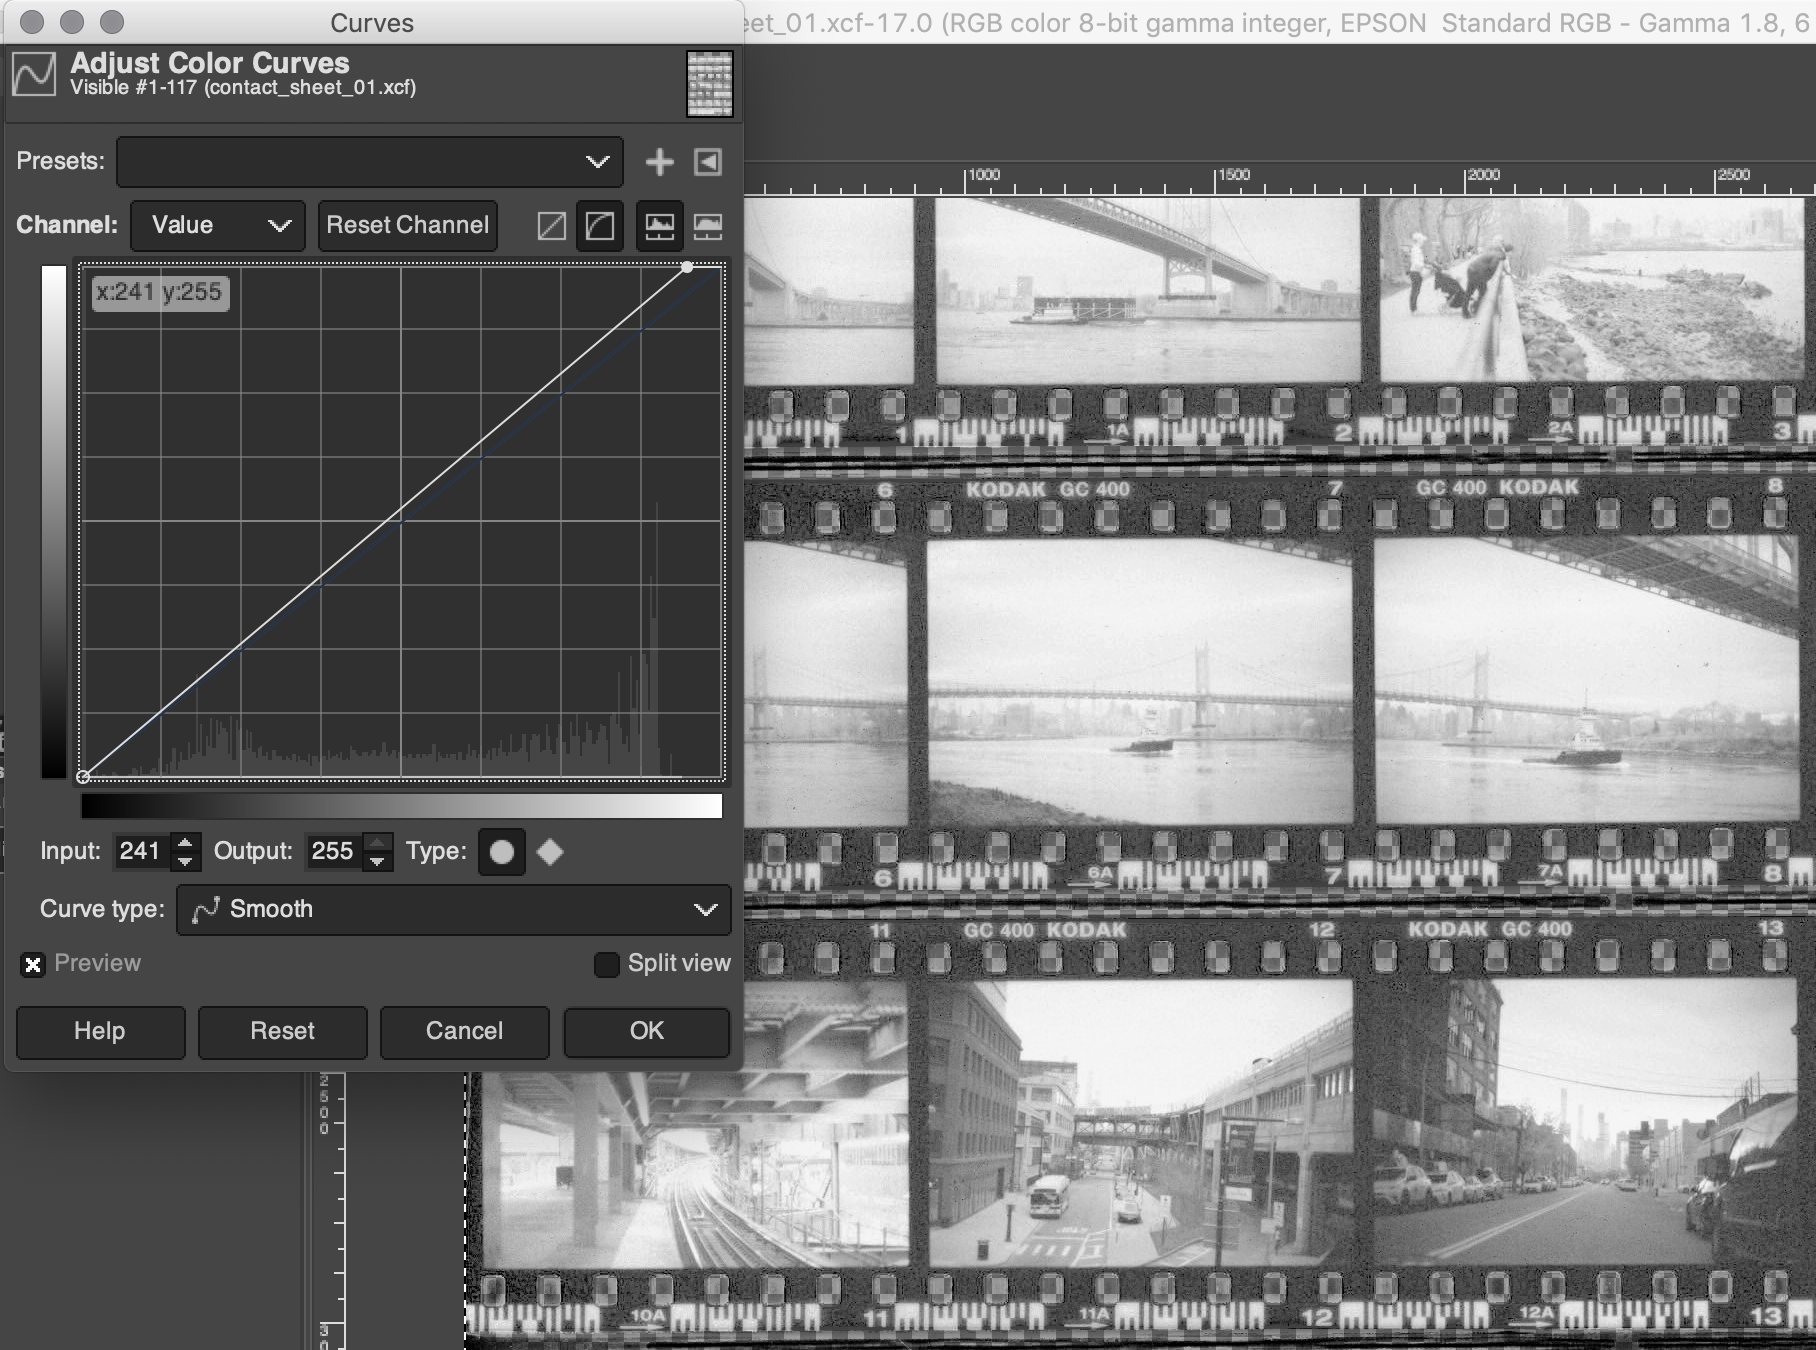 Curves
eet_01.xcf-17.0 (RGB color 8-bit gamma integer, EPSON Standard RGB - Gamma 1.8, 6
Adjust Color Curves
Visible #1-117 (contact_sheet_01.xcf)
Presets:
Channel: Value Reset Channel
x:241 y:255
Input: 241 Output: 255 Type:
Curve type: Smooth
Preview Split view
Help Reset Cancel OK
1000 1500 2000 2500
1 1A 2 2A 3
6 KODAK GC 400 7 GC 400 KODAK 8
6 6A 7 7A 8
11 GC 400 KODAK 12 KODAK GC 400 13
2500
10A 11 11A 12 12A 13